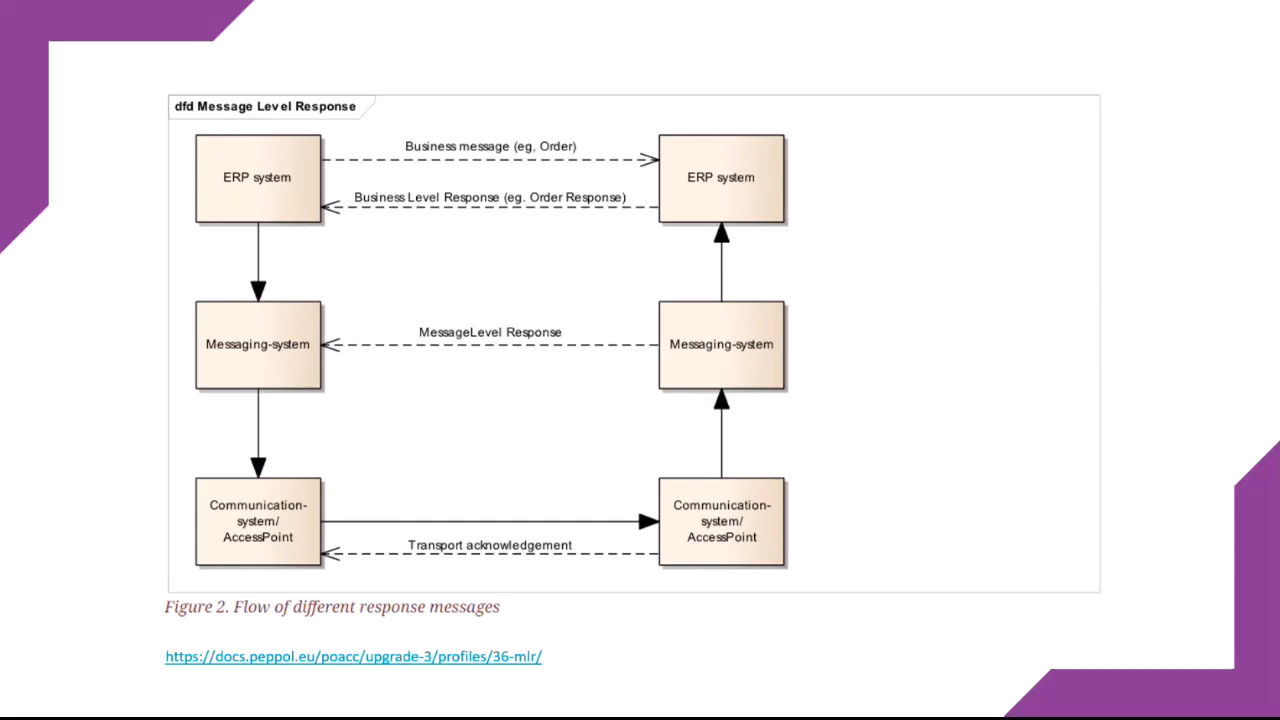 dfd Message Level Response
Business message (eg, Order)
ERP system
ERP system
Business Level Response (eg. Order Response)
MessageLevel Response
Messaging-system
Messaging-system
Communication-
system/
AccessPoint
Communication-
system/
AccessPoint
Transport acknowledgement
Figure 2. Flow of different response messages
https://docs.peppol.eu/poacc/upgrade-3/profiles/36-mlr/